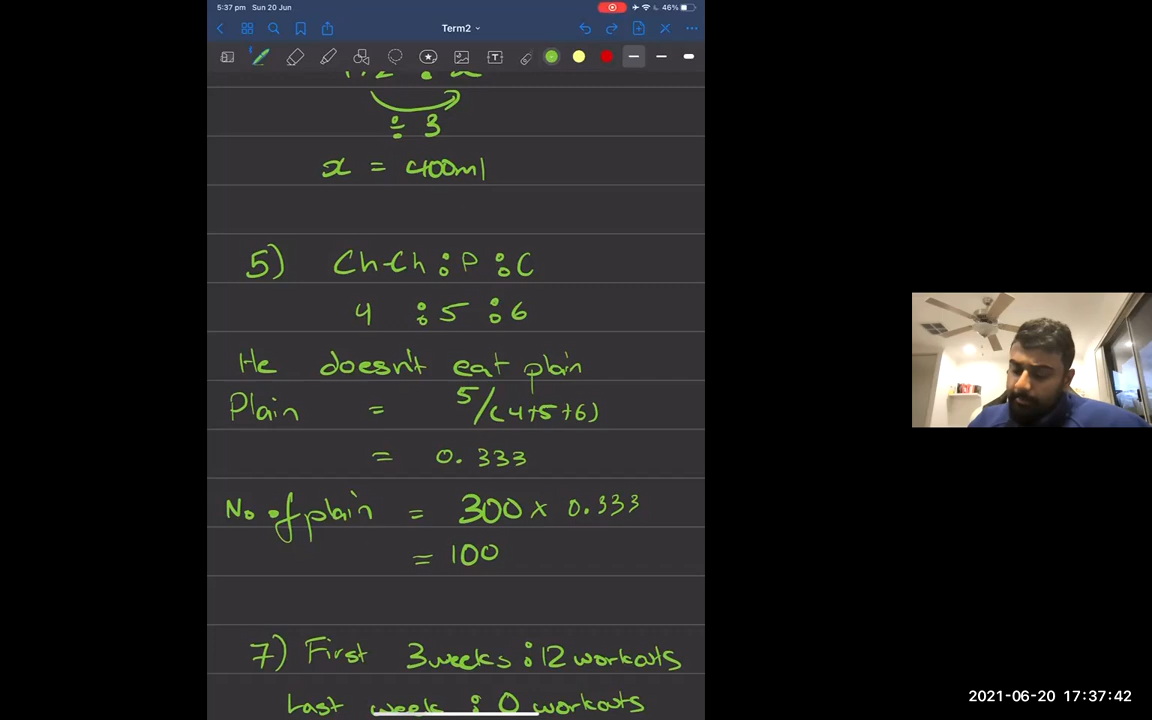 5:37 pm Sun 20 Jun
46%
Term2
÷ 3
x = 400ml
5) Ch-Ch : P : C
4 : 5 : 6
He doesn't eat plain
Plain = 5/(4+5+6)
= 0.333
No. of plain = 300 x 0.333
= 100
7) First 3 weeks : 12 workouts
Last week : 0 workouts
2021-06-20 17:37:42